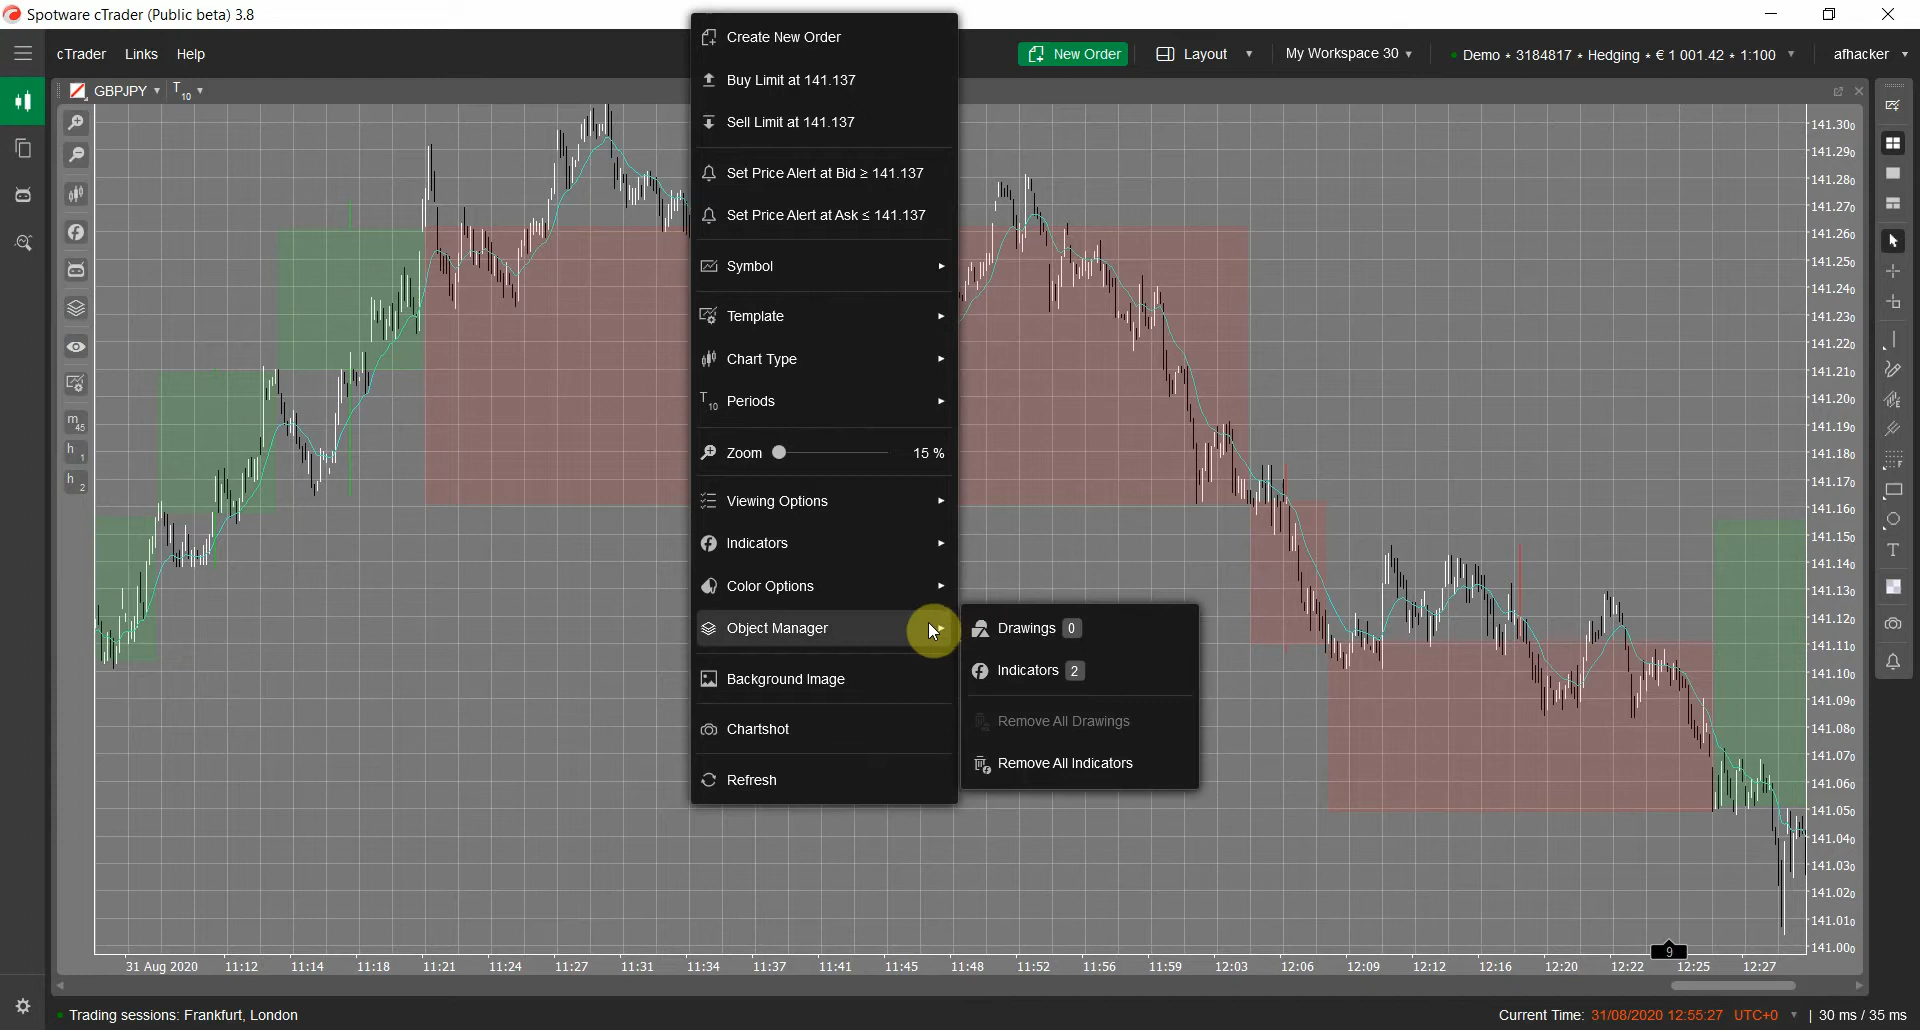 Spotware cTrader (Public beta) 3.8
cTrader Links Help
New Order Layout My Workspace 30 Demo • 3184817 • Hedging • € 1 001.42 • 1:100 afhacker
GBPJPY T10
m45
h1
h2
Create New Order
Buy Limit at 141.137
Sell Limit at 141.137
Set Price Alert at Bid ≥ 141.137
Set Price Alert at Ask ≤ 141.137
Symbol
Template
Chart Type
T10 Periods
Zoom 15 %
Viewing Options
Indicators
Color Options
Object Manager
Background Image
Chartshot
Refresh
Drawings 0
Indicators 2
Remove All Drawings
Remove All Indicators
141.300
141.290
141.280
141.270
141.260
141.250
141.240
141.230
141.220
141.210
141.200
141.190
141.180
141.170
141.160
141.150
141.140
141.130
141.120
141.110
141.100
141.090
141.080
141.070
141.060
141.050
141.040
141.030
141.020
141.010
141.000
T
9
31 Aug 2020 11:12 11:14 11:18 11:21 11:24 11:27 11:31 11:34 11:37 11:41 11:45 11:48 11:52 11:56 11:59 12:03 12:06 12:09 12:12 12:16 12:20 12:22 12:25 12:27
Trading sessions: Frankfurt, London
Current Time: 31/08/2020 12:55:27 UTC+0 | 30 ms / 35 ms